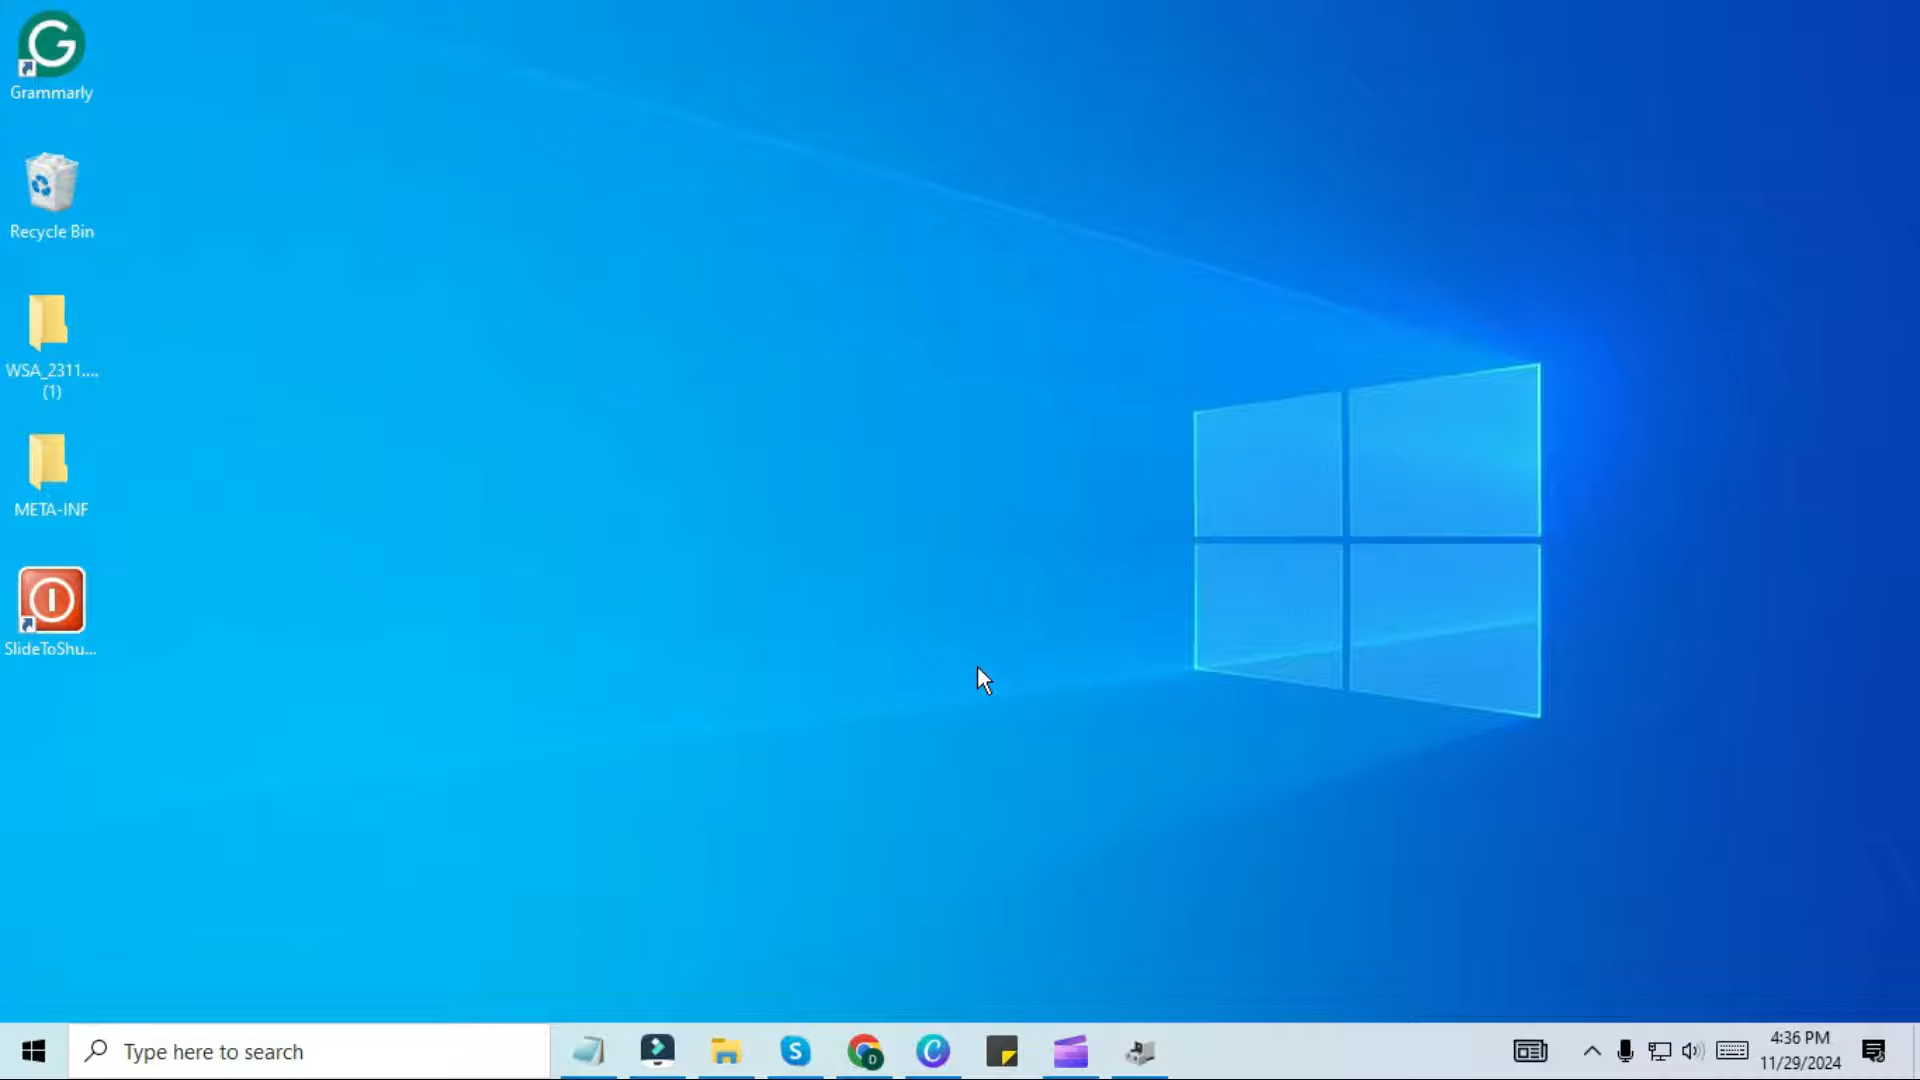 Grammarly
Recycle Bin
WSA_2311....
(1)
META-INF
SlideToShu...
Type here to search
4:36 PM
11/29/2024